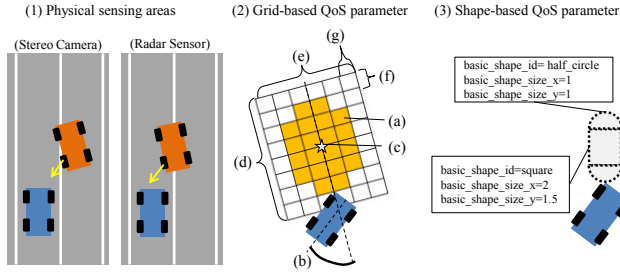 (1) Physical sensing areas
(2) Grid-based QoS parameter
(3) Shape-based QoS parameter
(Stereo Camera)
(Radar Sensor)
(g)
(e)
(f)
(a)
(c)
(d)
(b)
basic_shape_id= half_circle
basic_shape_size_x=1
basic_shape_size_y=1
basic_shape_id=square
basic_shape_size_x=2
basic_shape_size_y=1.5